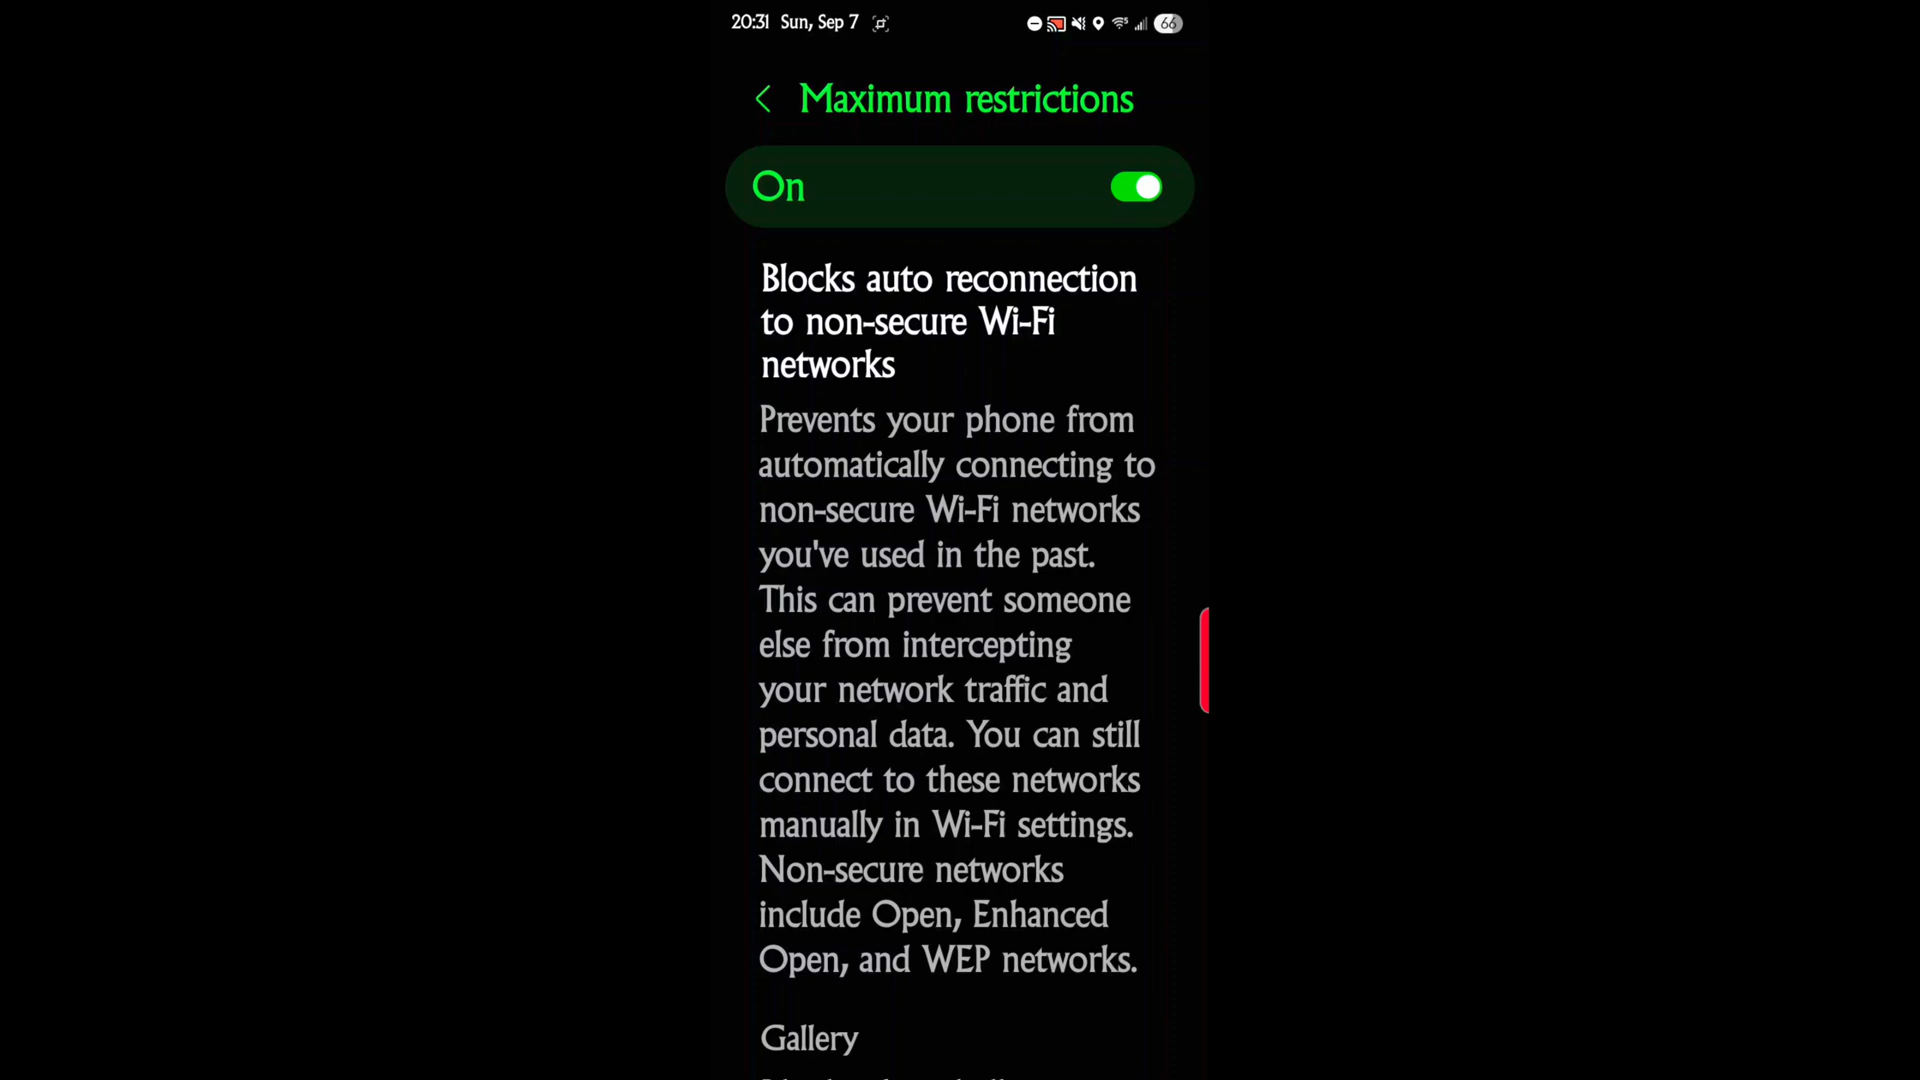 20:31 Sun, Sep 7
66
Maximum restrictions
On
Blocks auto reconnection
to non-secure Wi-Fi
networks
Prevents your phone from
automatically connecting to
non-secure Wi-Fi networks
you've used in the past.
This can prevent someone
else from intercepting
your network traffic and
personal data. You can still
connect to these networks
manually in Wi-Fi settings.
Non-secure networks
include Open, Enhanced
Open, and WEP networks.
Gallery